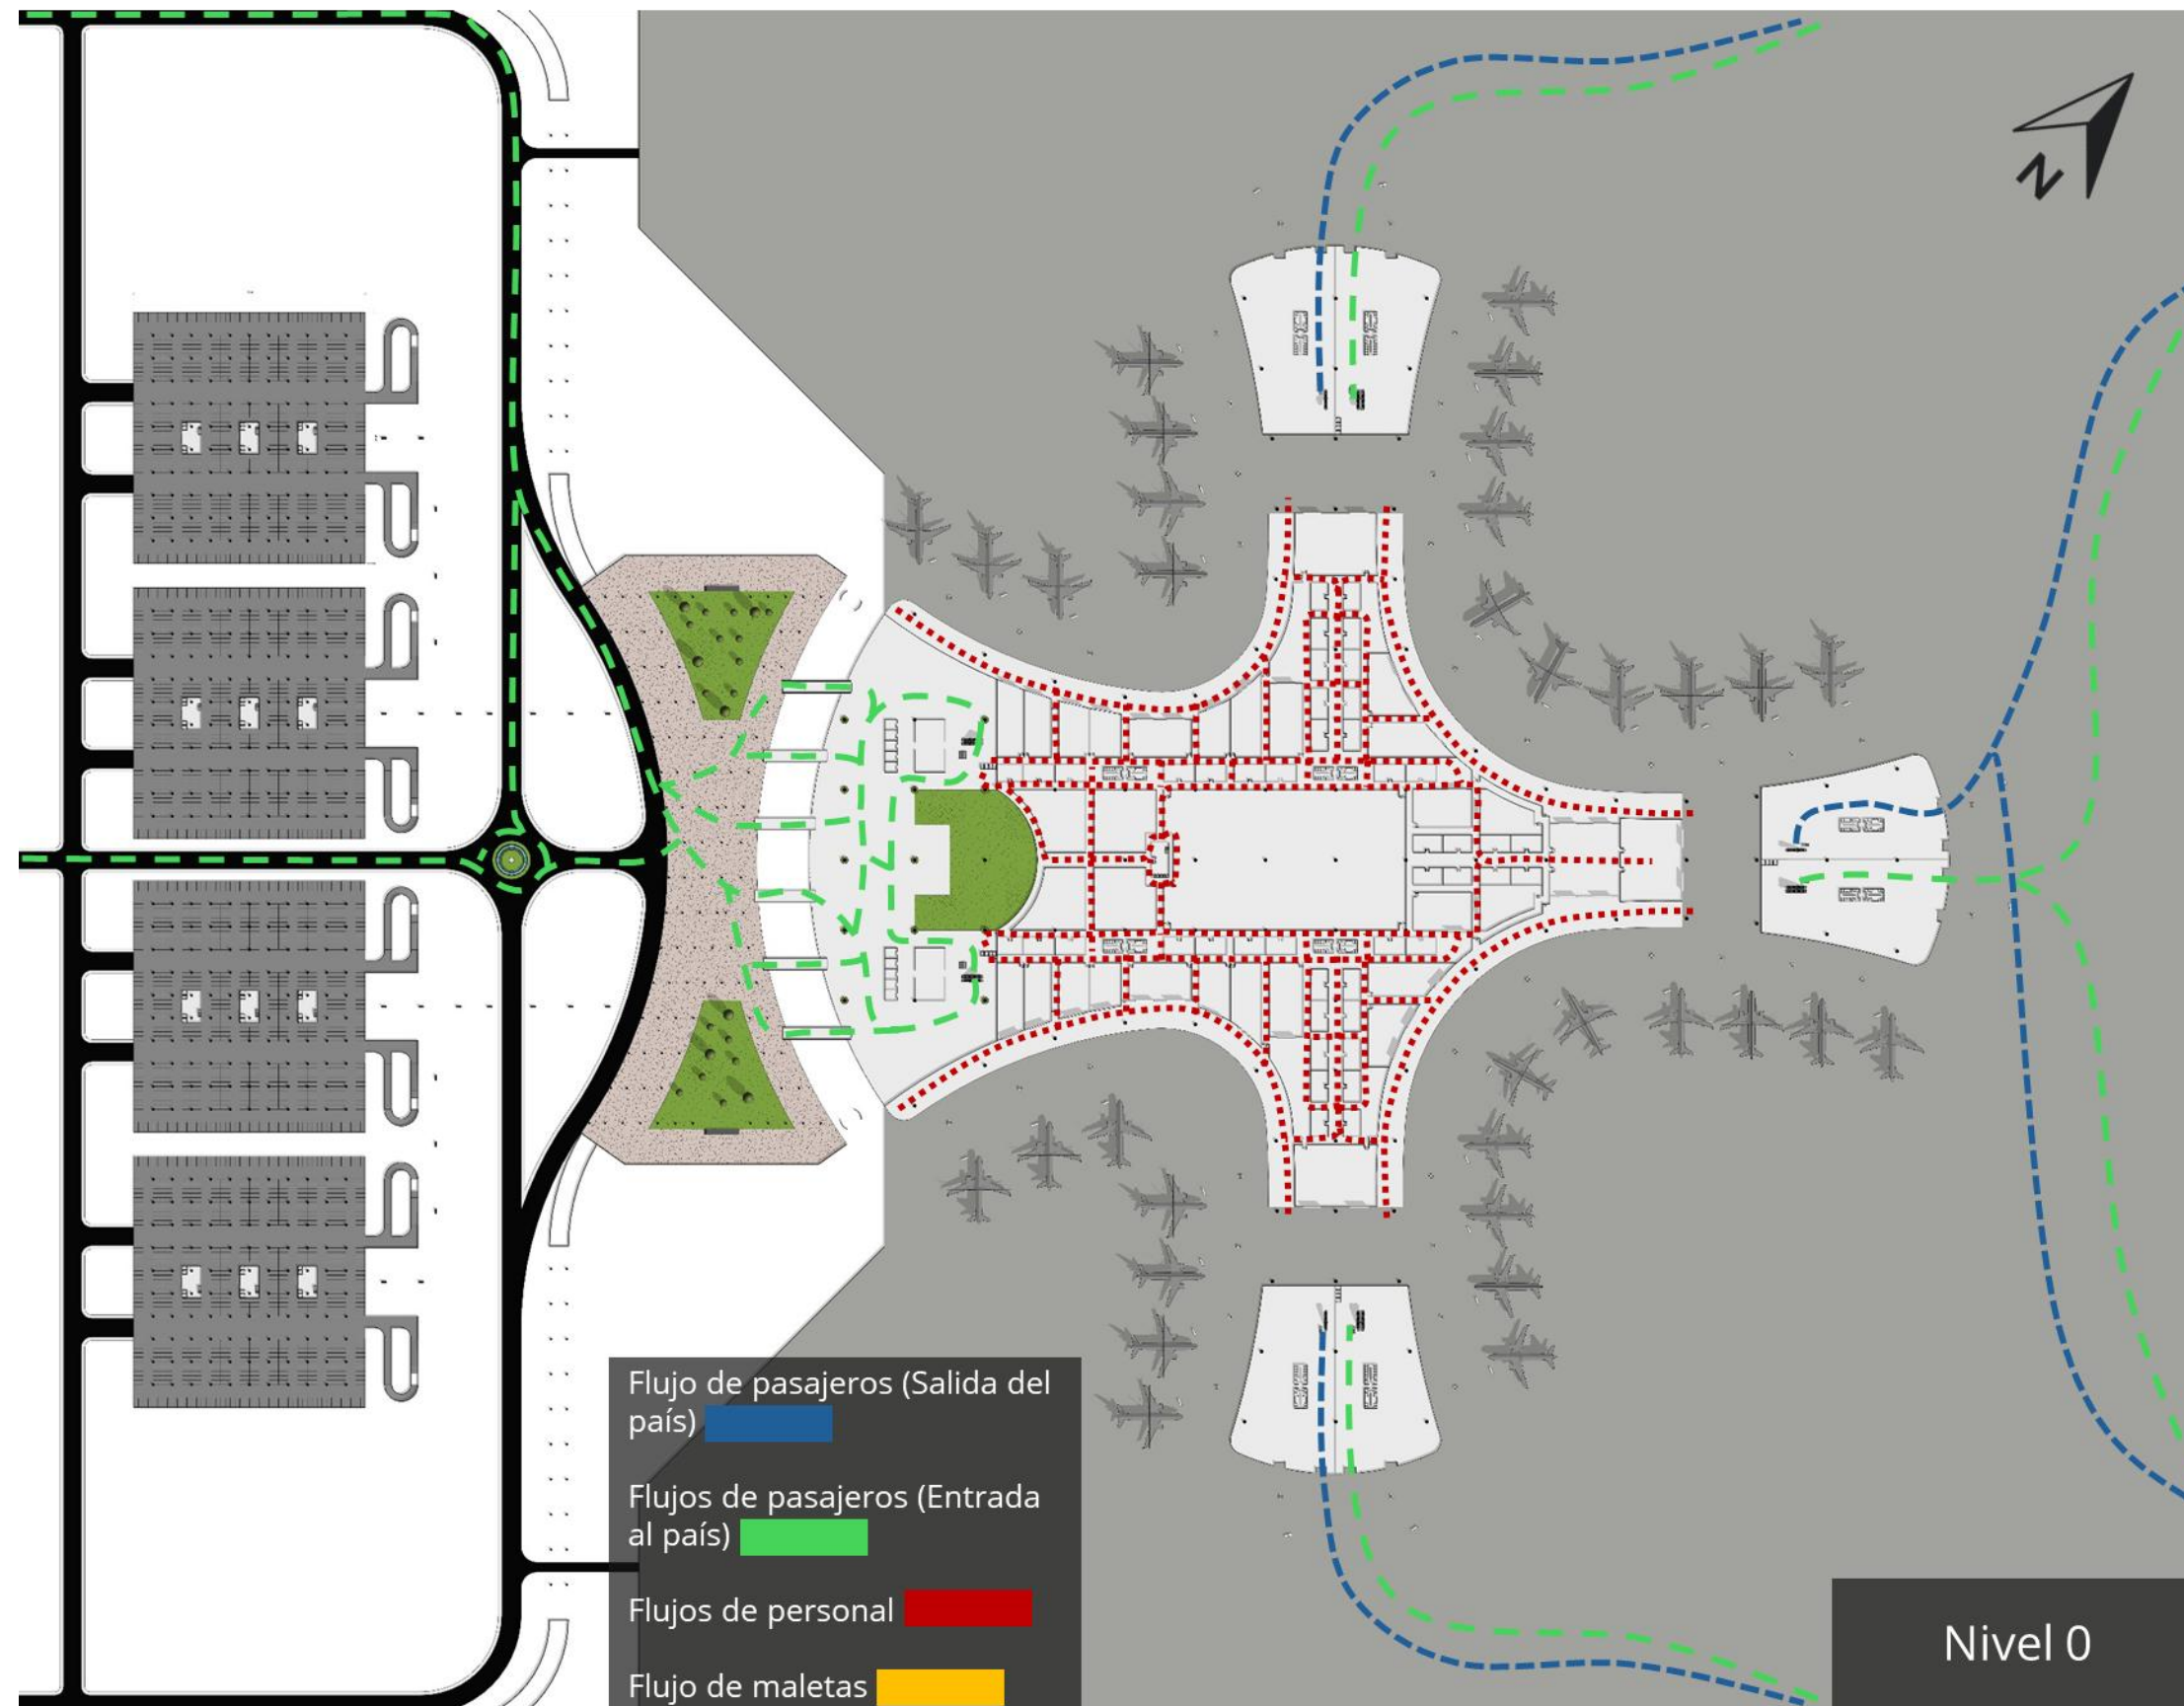 N
Flujo de pasajeros (Salida del
país)
Flujos de pasajeros (Entrada
al país)
Flujos de personal
Flujo de maletas
Nivel 0